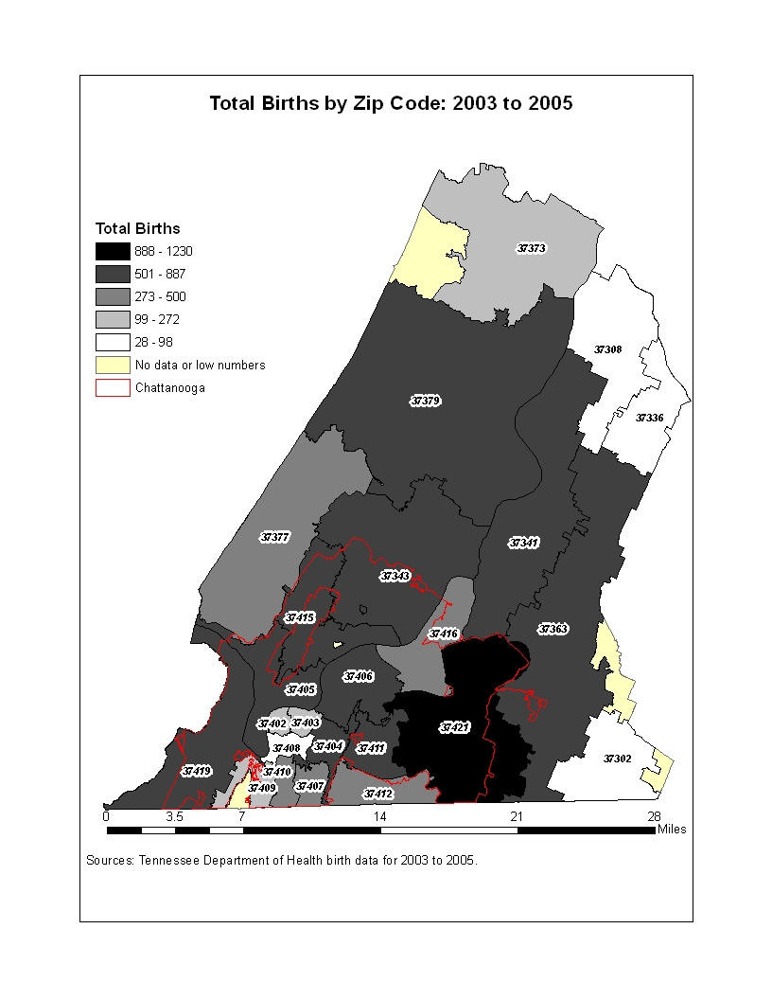 Total Births by Zip Code: 2003 to 2005
Total Births
888 - 1230
501 - 887
273 - 500
99 - 272
28 - 98
No data or low numbers
Chattanooga
37373
37308
37379
37336
37377
37341
37343
37415
37363
37416
37406
37405
37402
37403
37421
37408
37404
37411
37302
37419
37410
37409
37407
37412
0
3.5
7
14
21
28
Miles
Sources: Tennessee Department of Health birth data for 2003 to 2005.